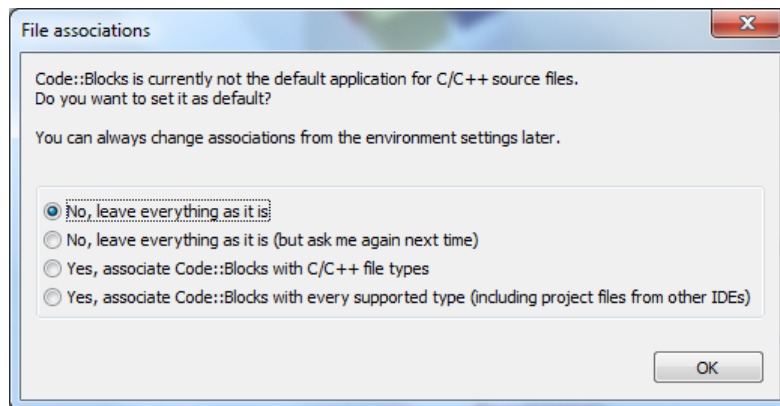 File associations
Code::Blocks is currently not the default application for C/C++ source files.
Do you want to set it as default?
You can always change associations from the environment settings later.
No, leave everything as it is
No, leave everything as it is (but ask me again next time)
Yes, associate Code::Blocks with C/C++ file types
Yes, associate Code::Blocks with every supported type (including project files from other IDEs)
OK